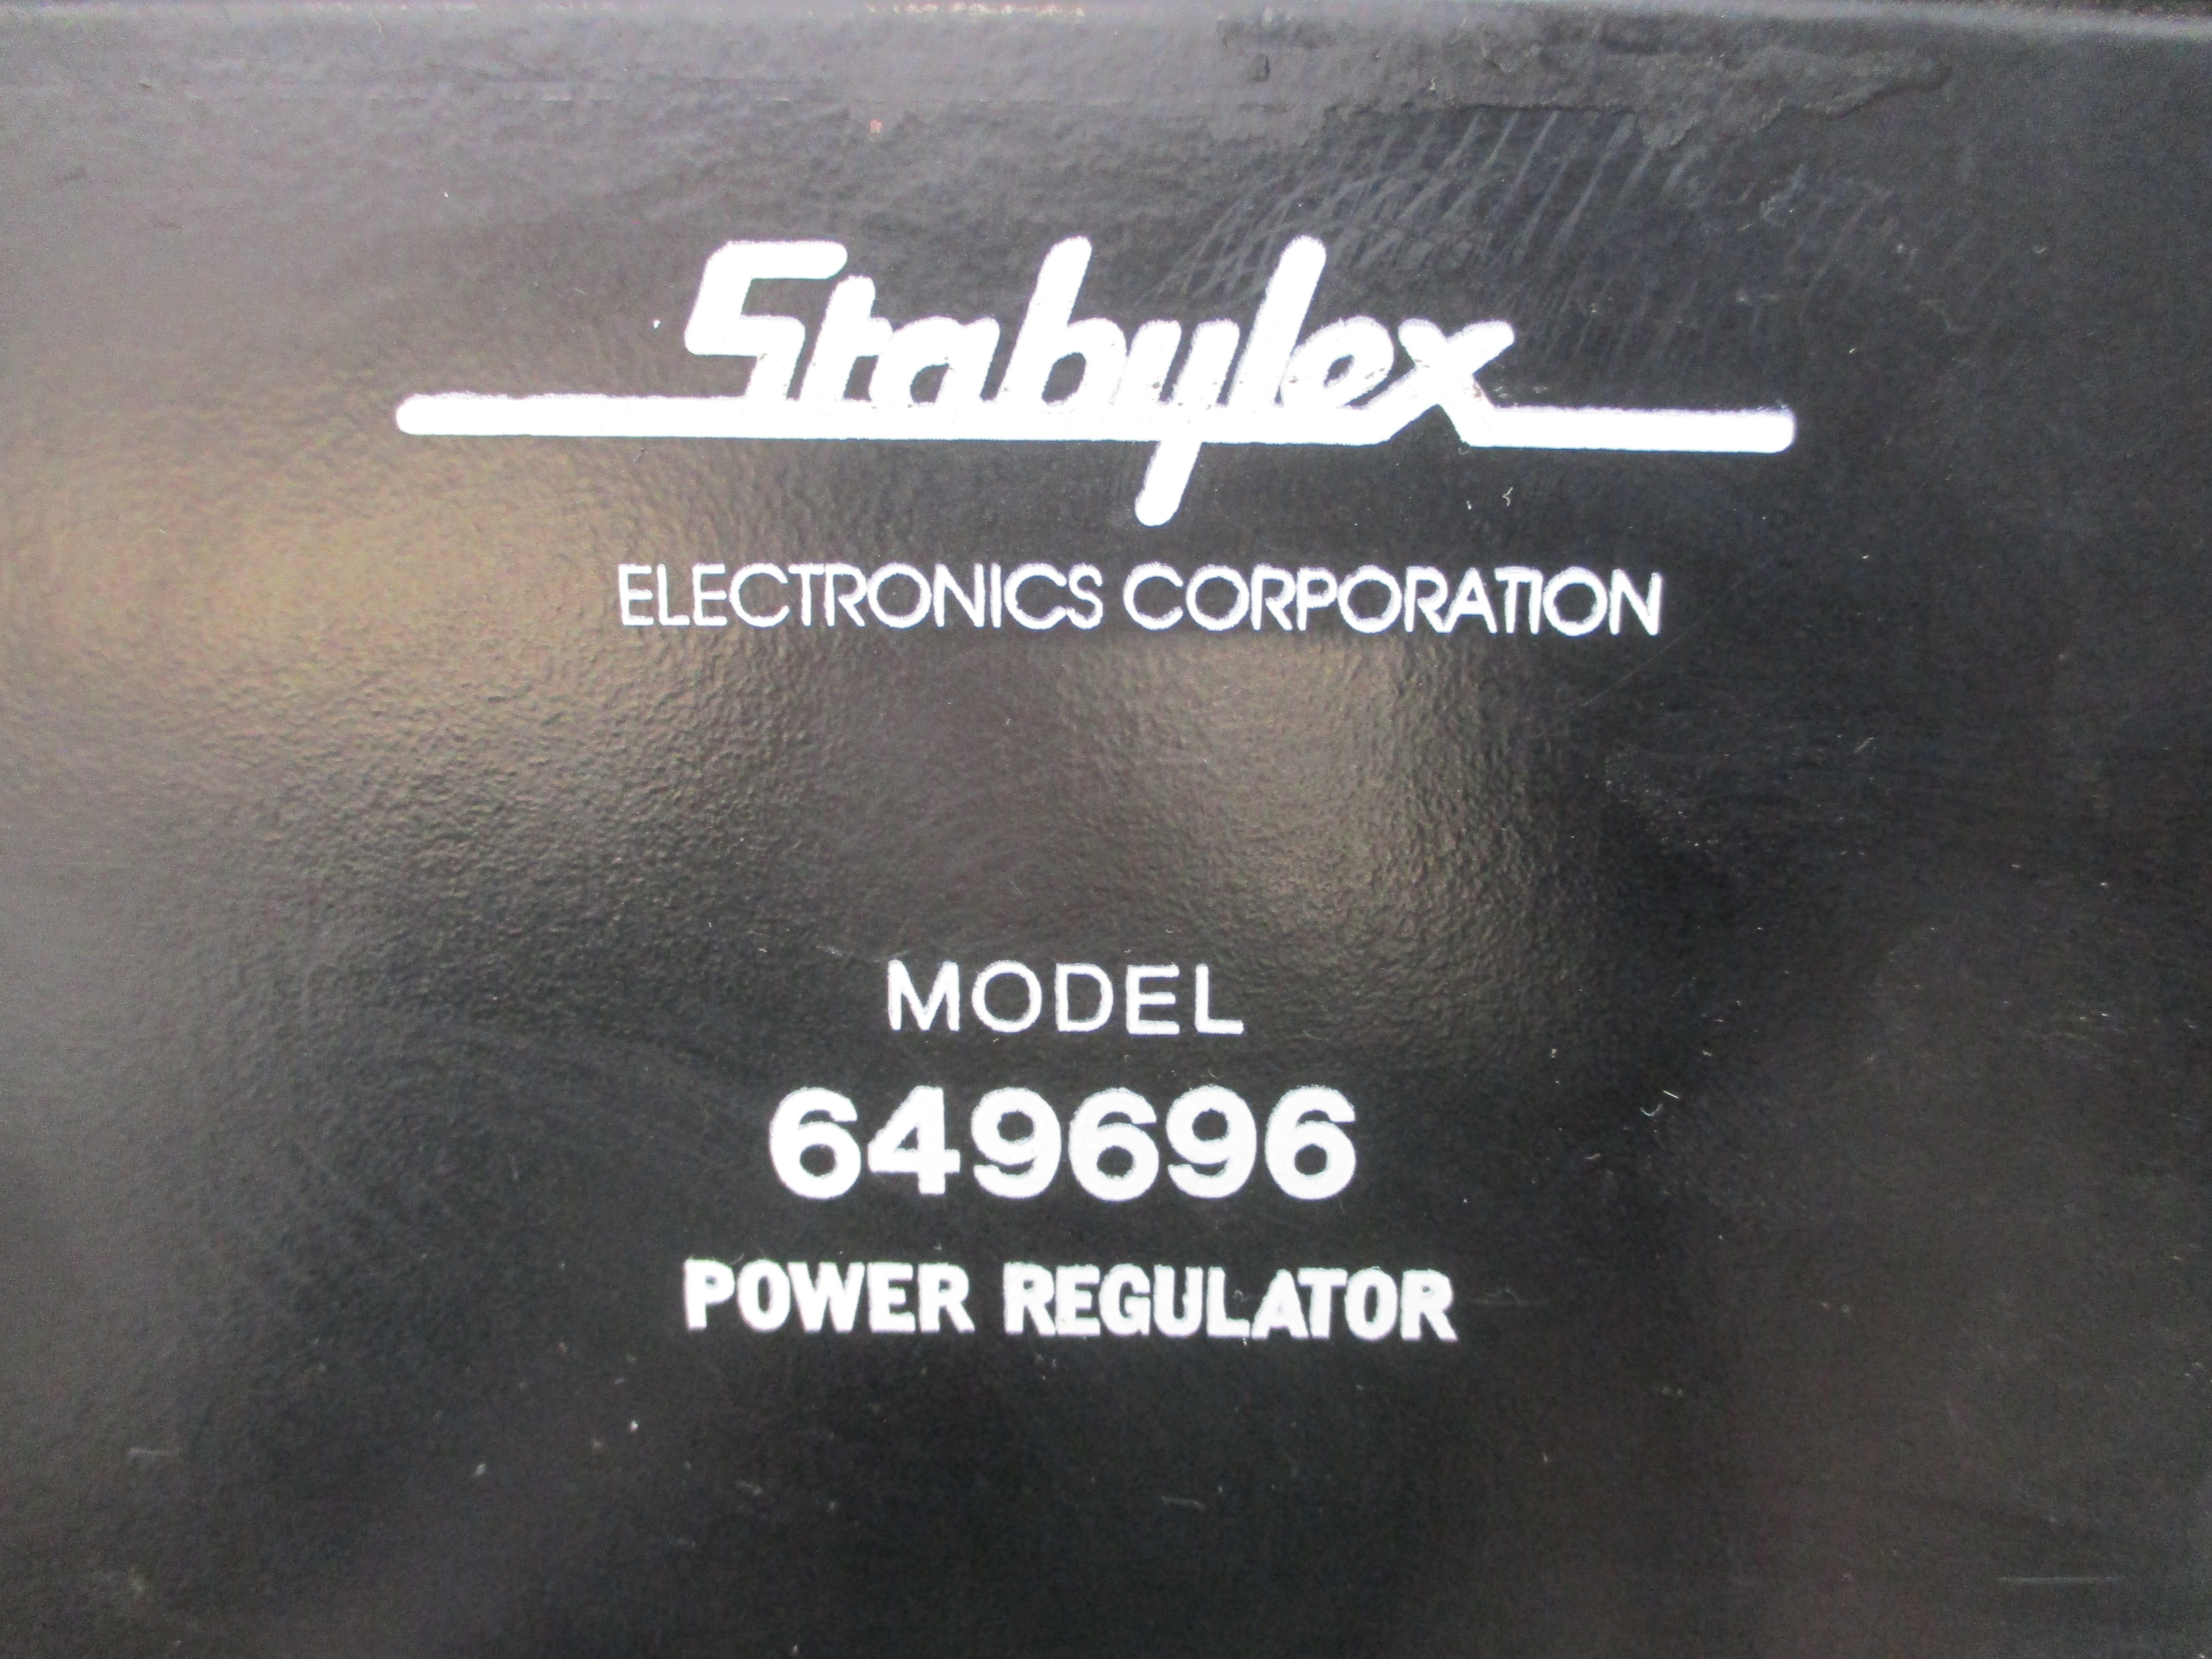 Stabylex
ELECTRONICS CORPORATION
MODEL
649696
POWER REGULATOR